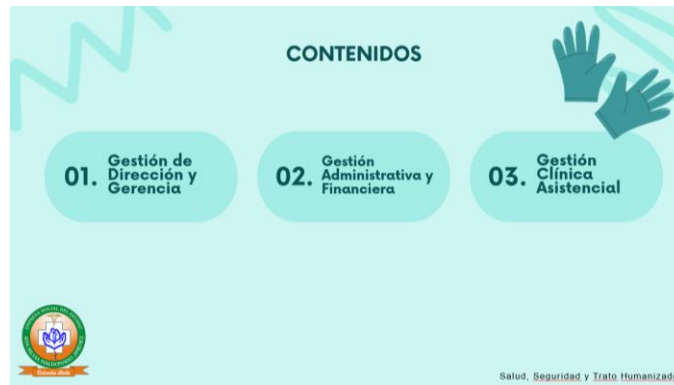 CONTENIDOS
01. Gestión de
Dirección y
Gerencia
02. Gestión
Administrativa y
Financiera
03. Gestión
Clínica
Asistencial
Salud, Seguridad y Trato Humanizado